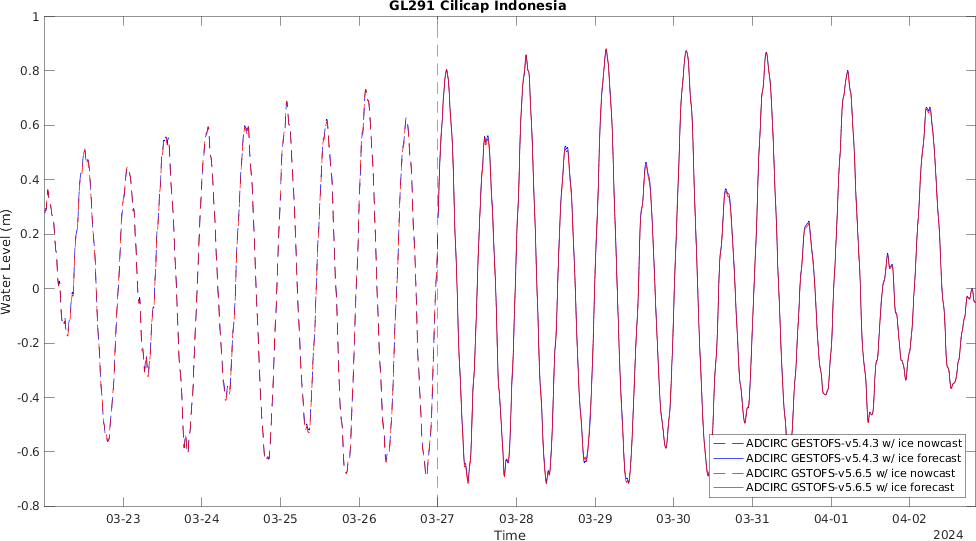 GL291 Cilicap Indonesia
1
0.8
0.6
0.4
0.2
0
-0.2
-0.4
-0.6
-0.8
Water Level (m)
ADCIRC GESTOFS-v5.4.3 w/ ice nowcast
ADCIRC GESTOFS-v5.4.3 w/ ice forecast
ADCIRC GSTOFS-v5.6.5 w/ ice nowcast
ADCIRC GSTOFS-v5.6.5 w/ ice forecast
03-23 03-24 03-25 03-26 03-27 03-28 03-29 03-30 03-31 04-01 04-02
Time
2024